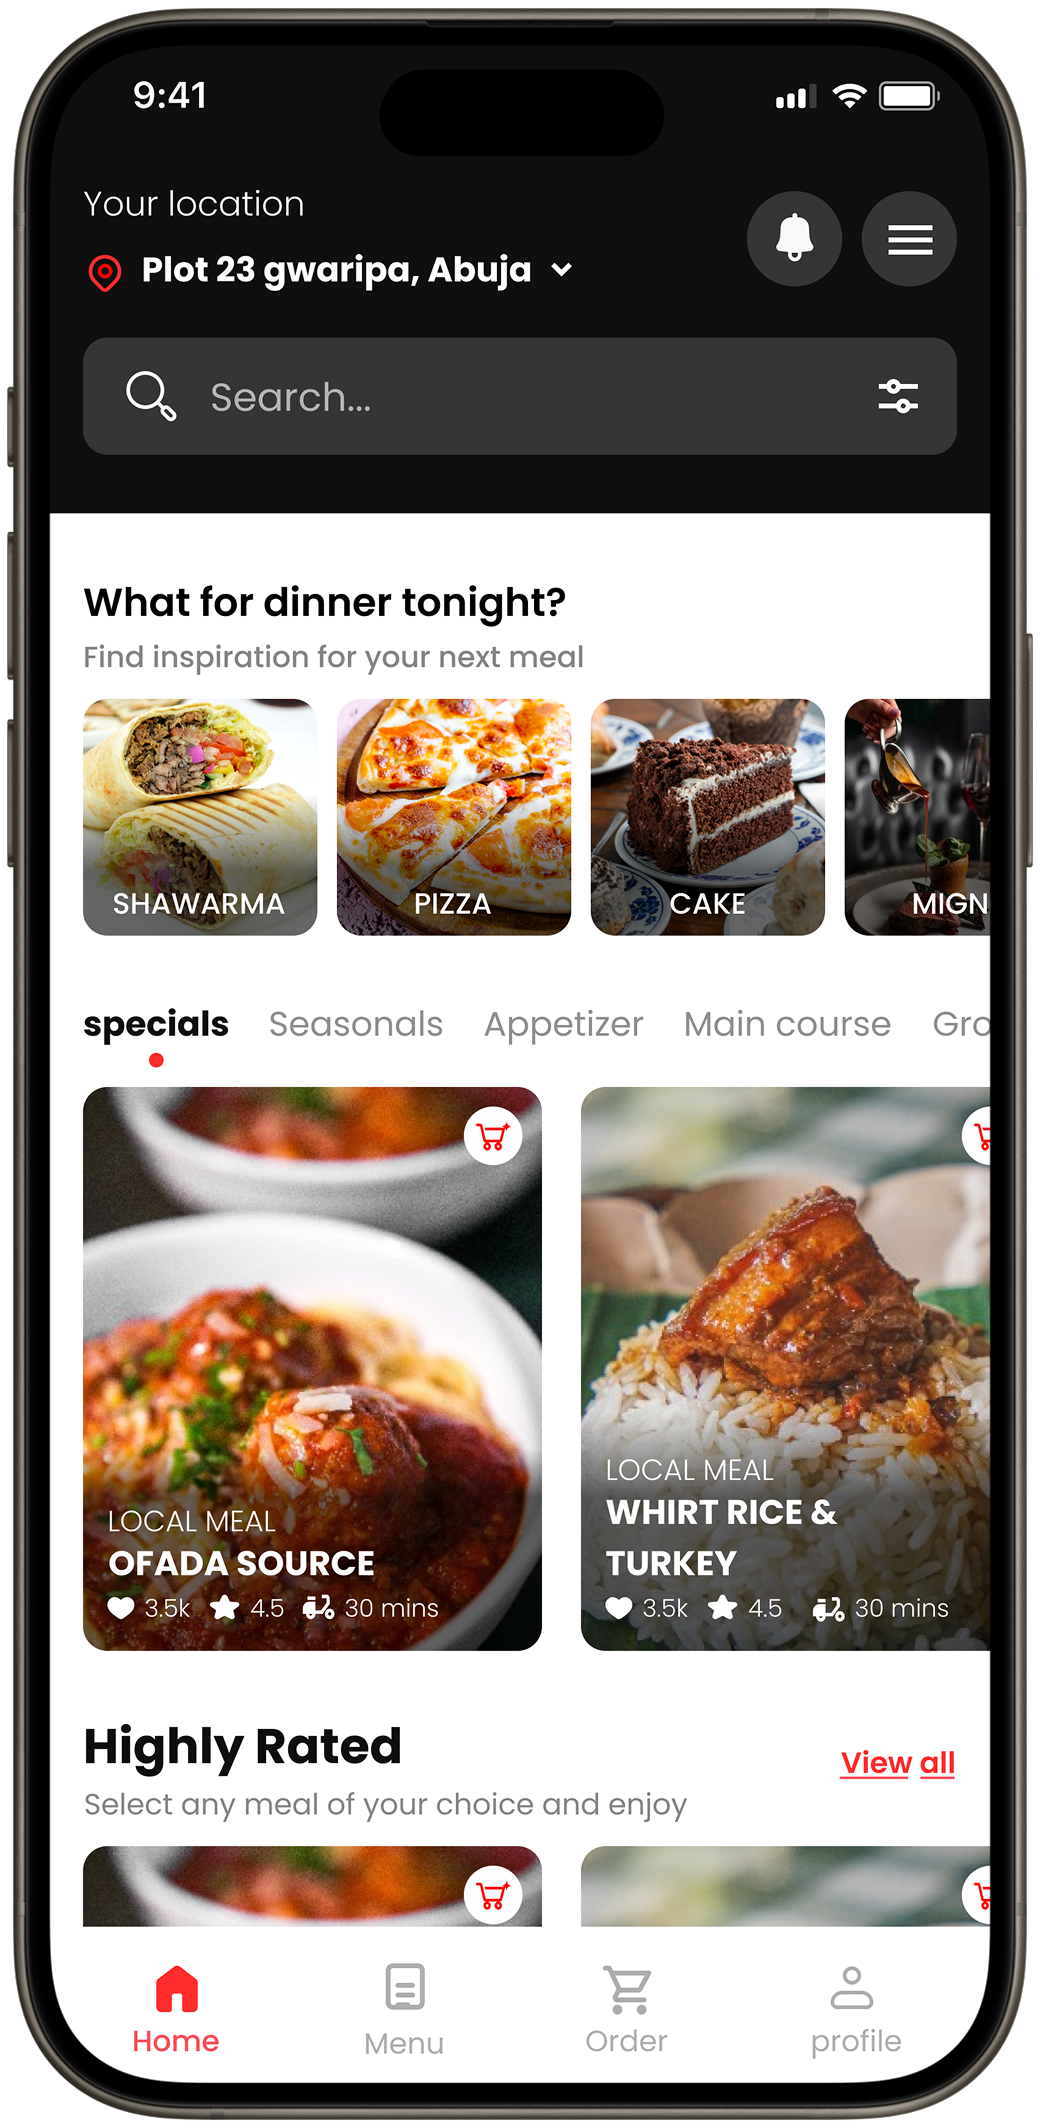 9:41
Your location
Plot 23 gwaripa, Abuja
Search...
What for dinner tonight?
Find inspiration for your next meal
SHAWARMA
PIZZA
CAKE
MIGN
specials Seasonals Appetizer Main course Gro
LOCAL MEAL
OFADA SOURCE
3.5k 4.5 30 mins
LOCAL MEAL
WHIRT RICE &
TURKEY
3.5k 4.5 30 mins
Highly Rated
View all
Select any meal of your choice and enjoy
Home
Menu
Order
profile